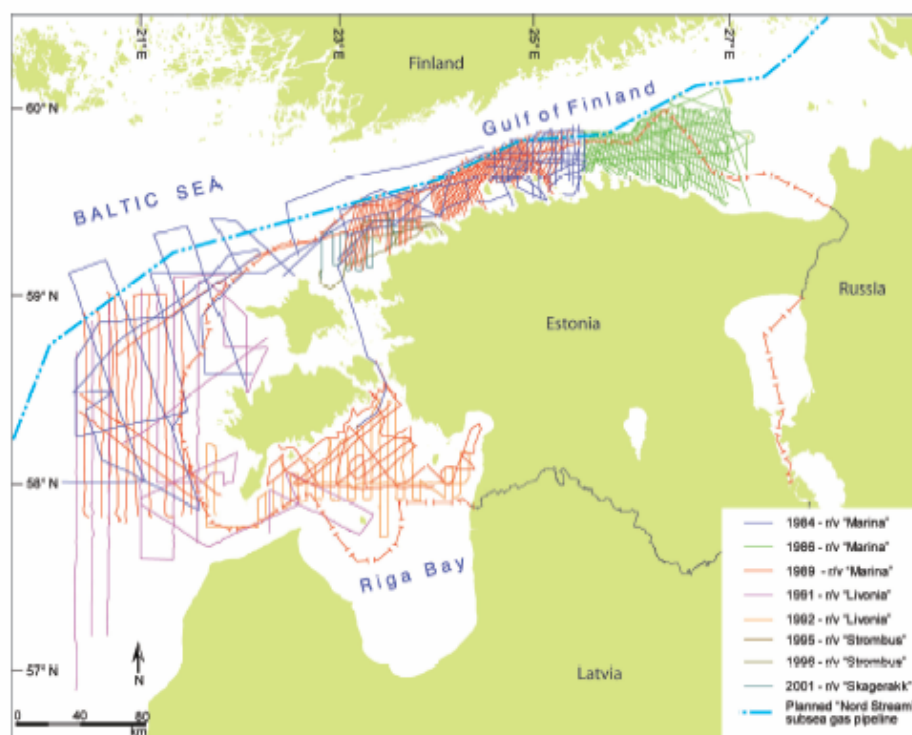 21°E
23°E
25°E
27°E
Finland
60° N
Gulf of Finland
BALTIC SEA
59° N
Russia
Estonia
58° N
Riga Bay
57° N
N
Latvia
0 40 80
km
1984 - r/v "Marina"
1986 - r/v "Marina"
1989 - r/v "Marina"
1991 - r/v "Livonia"
1992 - r/v "Livonia"
1995 - r/v "Strombus"
1996 - r/v "Strombus"
2001 - r/v "Skagerakk"
Planned "Nord Stream"
subsea gas pipeline